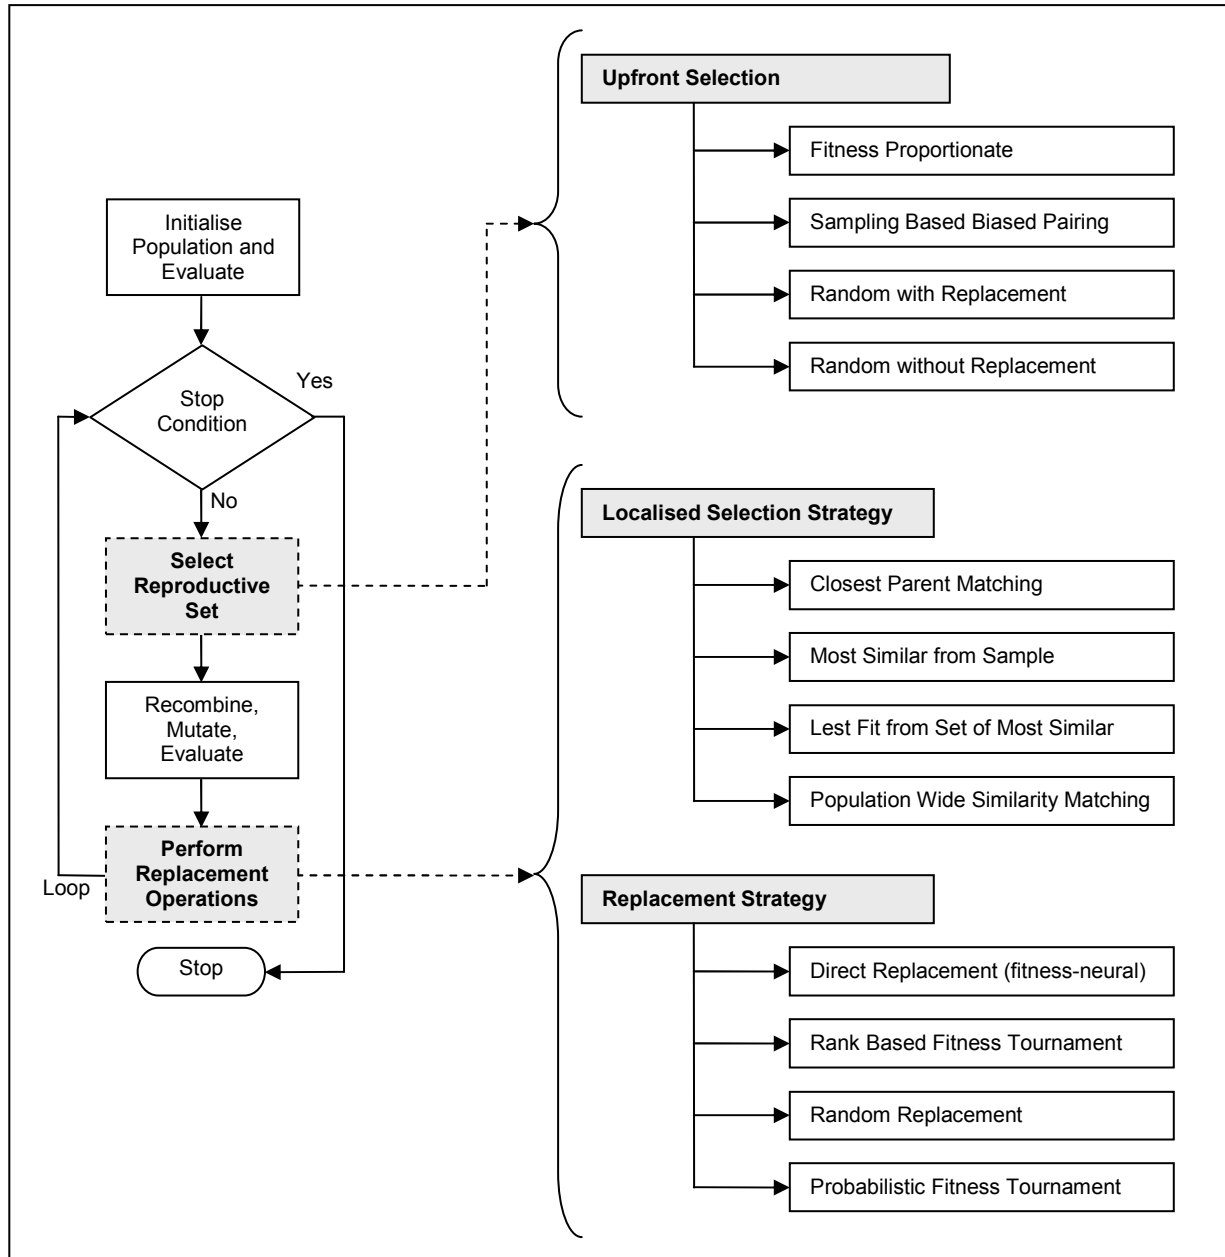 Initialise
Population and
Evaluate
Stop
Condition
Yes
No
Select
Reproductive
Set
Recombine,
Mutate,
Evaluate
Perform
Replacement
Operations
Loop
Stop
Upfront Selection
Fitness Proportionate
Sampling Based Biased Pairing
Random with Replacement
Random without Replacement
Localised Selection Strategy
Closest Parent Matching
Most Similar from Sample
Lest Fit from Set of Most Similar
Population Wide Similarity Matching
Replacement Strategy
Direct Replacement (fitness-neural)
Rank Based Fitness Tournament
Random Replacement
Probabilistic Fitness Tournament